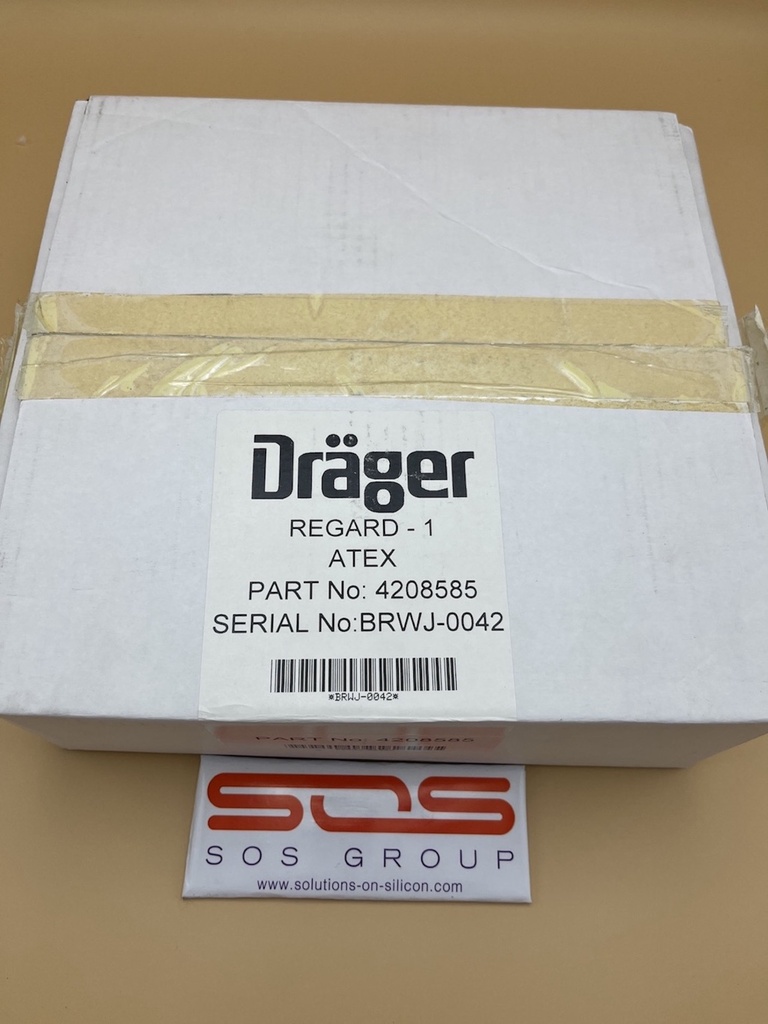 Dräger
REGARD - 1
ATEX
PART No: 4208585
SERIAL No:BRWJ-0042
*BRWJ-0042*
PART No: 4208585
SOS
SOS GROUP
www.solutions-on-silicon.com